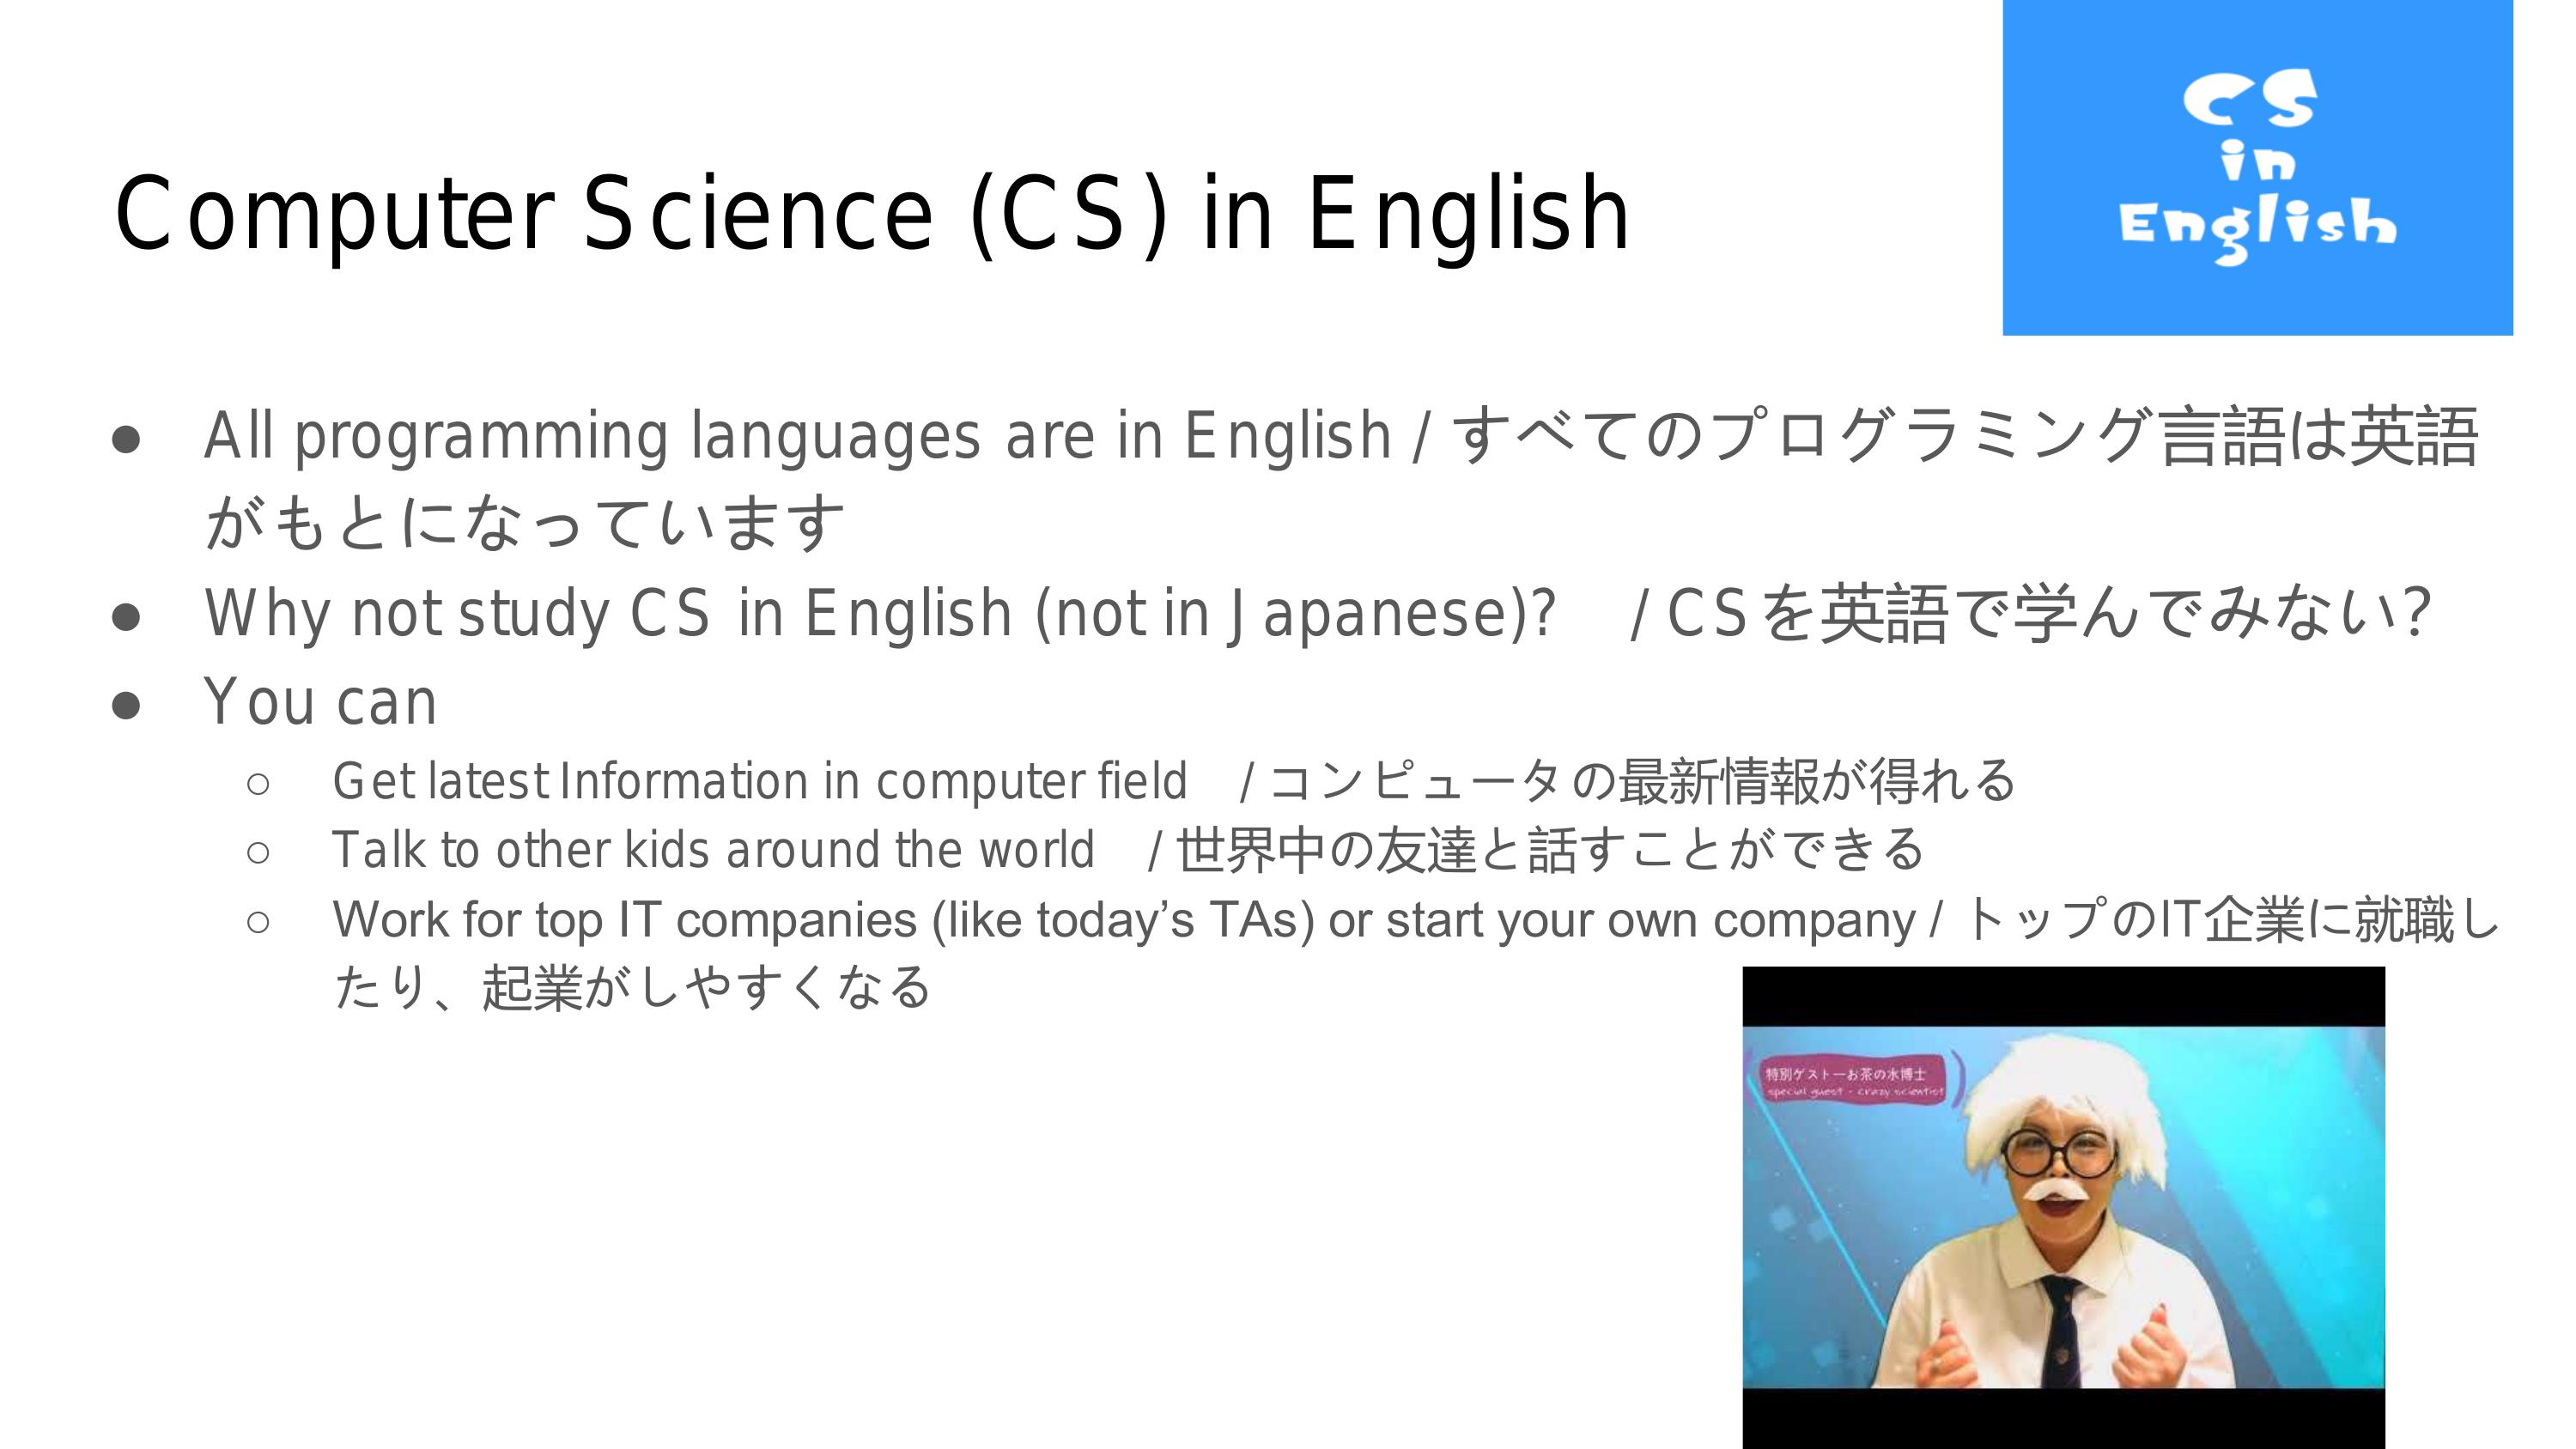 Computer Science (CS) in English
CS
in
English
● All programming languages are in English / すべてのプログラミング言語は英語
がもとになっています
● Why not study CS in English (not in Japanese)?　/ CSを英語で学んでみない？
● You can
○ Get latest Information in computer field　/ コンピュータの最新情報が得れる
○ Talk to other kids around the world　/ 世界中の友達と話すことができる
○ Work for top IT companies (like today’s TAs) or start your own company / トップのIT企業に就職し
たり、起業がしやすくなる
特別ゲストーお茶の水博士
special guest - crazy scientist